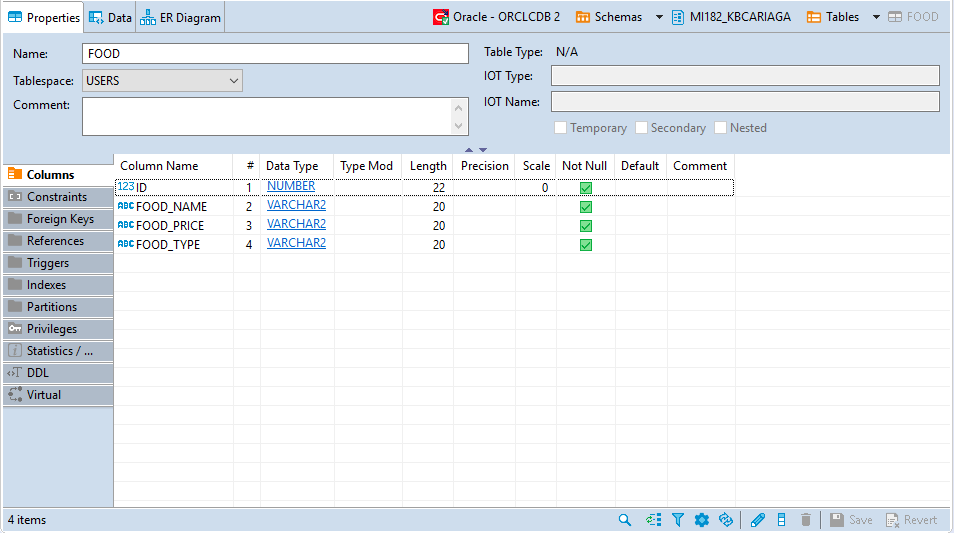 Properties Data ER Diagram Oracle - ORCLCDB 2 Schemas MI182_KBCARIAGA Tables FOOD
Name: FOOD Table Type: N/A
Tablespace: USERS IOT Type:
Comment: IOT Name:
Temporary Secondary Nested
Column Name # Data Type Type Mod Length Precision Scale Not Null Default Comment
123 ID 1 NUMBER 22 0
ABC FOOD_NAME 2 VARCHAR2 20
ABC FOOD_PRICE 3 VARCHAR2 20
ABC FOOD_TYPE 4 VARCHAR2 20
Columns
Constraints
Foreign Keys
References
Triggers
Indexes
Partitions
Privileges
Statistics / ...
DDL
Virtual
4 items Save Revert